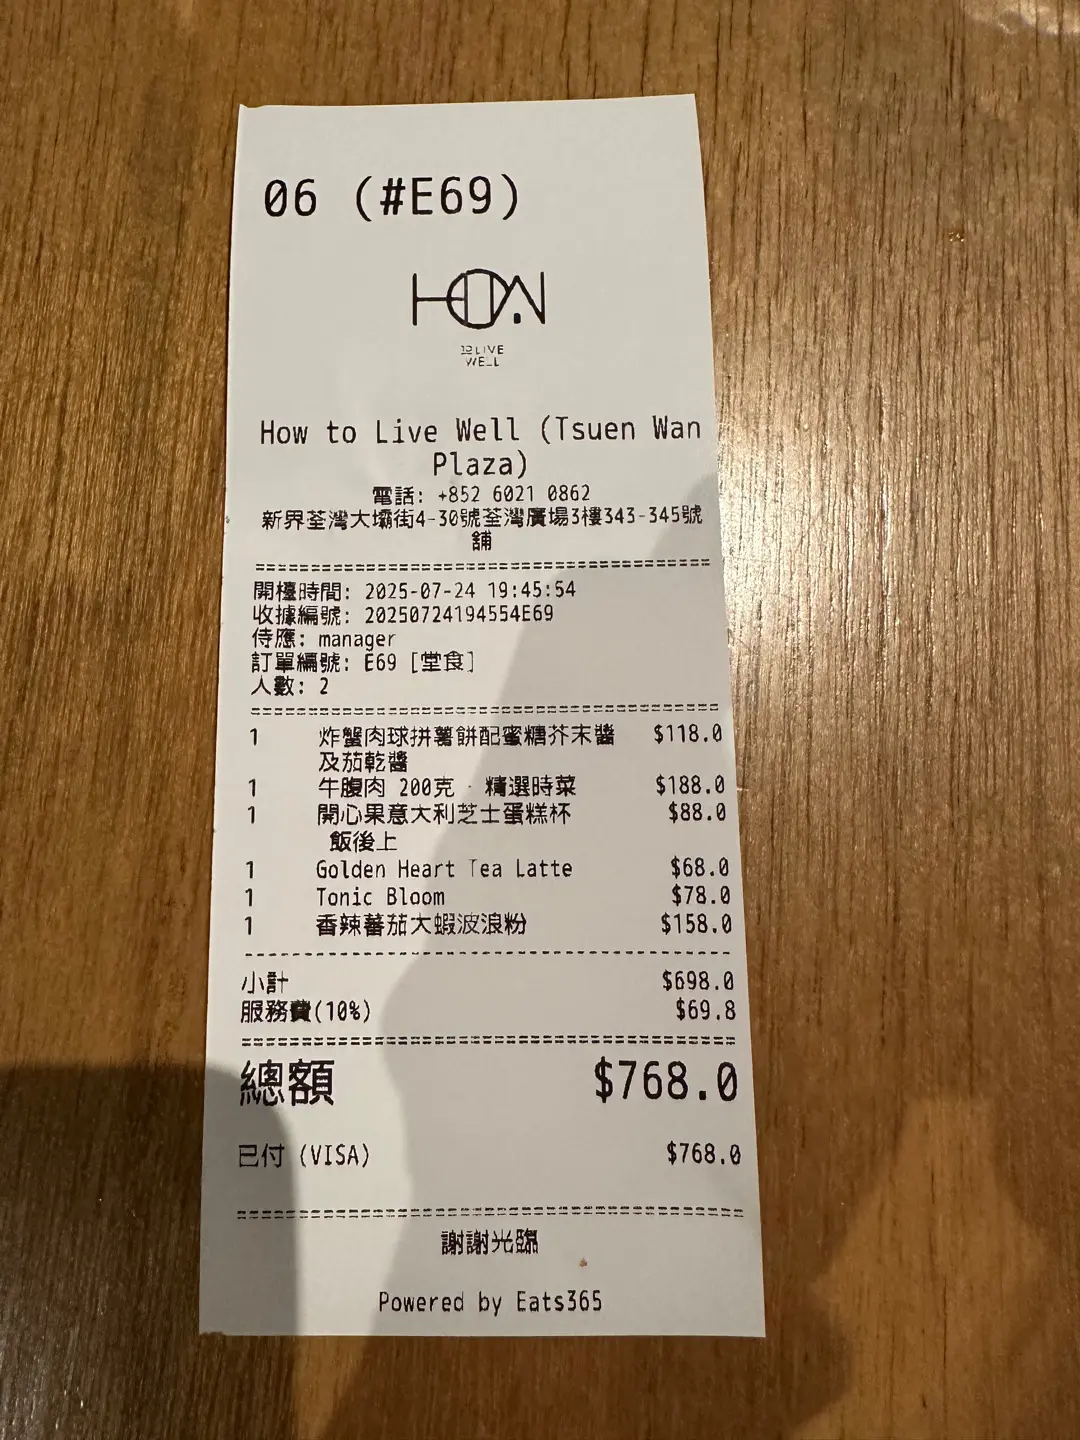 06 (#E69)
HOW
TO LIVE
WELL
How to Live Well (Tsuen Wan
Plaza)
電話: +852 6021 0862
新界荃灣大壩街4-30號荃灣廣場3樓343-345號
舖
開檯時間: 2025-07-24 19:45:54
收據編號: 20250724194554E69
侍應: manager
訂單編號: E69 [堂食]
人數: 2
1 炸蟹肉球拼薯餅配蜜糖芥末醬 $118.0
及茄乾醬
1 牛腹肉 200克 - 精選時菜 $188.0
1 開心果意大利芝士蛋糕杯 $88.0
飯後上
1 Golden Heart Tea Latte $68.0
1 Tonic Bloom $78.0
1 香辣蕃茄大蝦波浪粉 $158.0
小計 $698.0
服務費(10%) $69.8
總額 $768.0
已付 (VISA) $768.0
謝謝光臨
Powered by Eats365